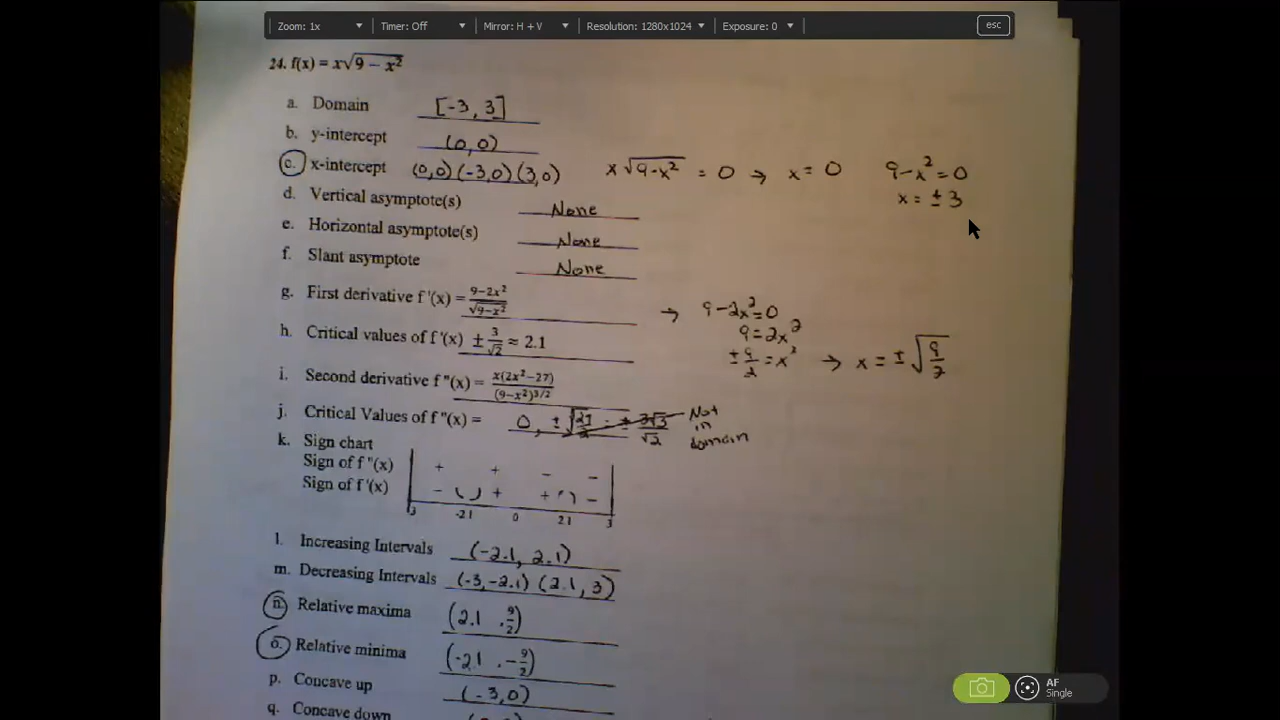 Zoom: 1x Timer: Off Mirror: H + V Resolution: 1280x1024 Exposure: 0 esc
24. f(x) = x√9 − x²
a. Domain [-3, 3]
b. y-intercept (0,0)
c. x-intercept (0,0) (-3,0) (3,0) x√9-x² = 0 → x = 0 9-x² = 0
x = ± 3
d. Vertical asymptote(s) None
e. Horizontal asymptote(s) None
f. Slant asymptote None
g. First derivative f '(x) = 9−2x²/√9−x² → 9-2x²=0
9=2x²
h. Critical values of f '(x) ± 3/√2 ≈ 2.1 ± 9/2 = x² → x = ± √9/2
i. Second derivative f "(x) = x(2x²−27)/(9−x²)^3/2
j. Critical Values of f "(x) = 0, ± √27/2 = ± 3√3/√2 Not in domain
k. Sign chart
Sign of f "(x) + + - -
Sign of f '(x) - + + -
3 -2.1 0 2.1 3
l. Increasing Intervals (-2.1, 2.1)
m. Decreasing Intervals (-3, -2.1) (2.1, 3)
n. Relative maxima (2.1 , 9/2)
o. Relative minima (-2.1 , -9/2)
p. Concave up (-3,0)
q. Concave down
AF
Single